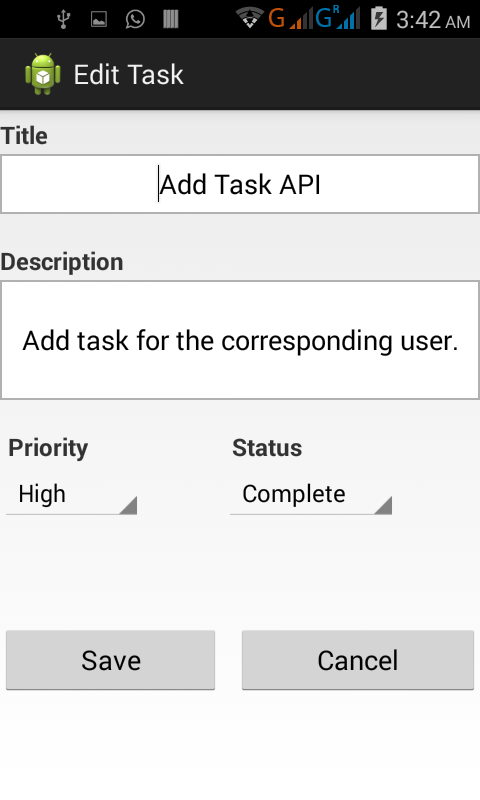 G G R 3:42 AM
Edit Task
Title
Add Task API
Description
Add task for the corresponding user.
Priority Status
High Complete
Save Cancel